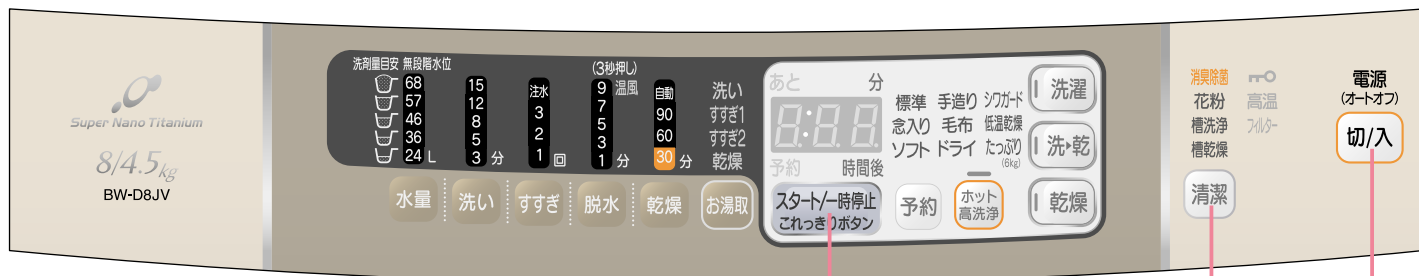 Super Nano Titanium
8/4.5kg
BW-D8JV
洗剤量目安 無段階水位
68
57
46
36
24 L
15
12
8
5
3 分
注水
3
2
1 回
(3秒押し)
9 温風
7
5
3
1 分
自動
90
60
30 分
洗い
すすぎ1
すすぎ2
乾燥
水量
洗い
すすぎ
脱水
乾燥
お湯取
あと 分
8:88
予約 時間後
標準 手造り シワガード
念入り 毛布 低温乾燥
ソフト ドライ たっぷり
(6kg)
スタート/一時停止
これっきりボタン
予約
ホット
高洗浄
洗濯
洗▸乾
乾燥
消臭除菌
花粉 高温
槽洗浄 フィルター
槽乾燥
清潔
電源
(オートオフ)
切/入